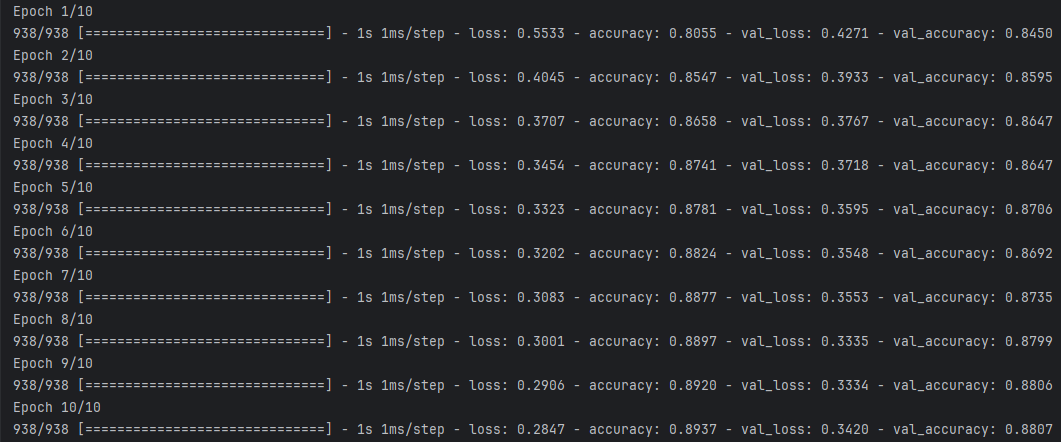 Epoch 1/10
938/938 [==============================] - 1s 1ms/step - loss: 0.5533 - accuracy: 0.8055 - val_loss: 0.4271 - val_accuracy: 0.8450
Epoch 2/10
938/938 [==============================] - 1s 1ms/step - loss: 0.4045 - accuracy: 0.8547 - val_loss: 0.3933 - val_accuracy: 0.8595
Epoch 3/10
938/938 [==============================] - 1s 1ms/step - loss: 0.3707 - accuracy: 0.8658 - val_loss: 0.3767 - val_accuracy: 0.8647
Epoch 4/10
938/938 [==============================] - 1s 1ms/step - loss: 0.3454 - accuracy: 0.8741 - val_loss: 0.3718 - val_accuracy: 0.8647
Epoch 5/10
938/938 [==============================] - 1s 1ms/step - loss: 0.3323 - accuracy: 0.8781 - val_loss: 0.3595 - val_accuracy: 0.8706
Epoch 6/10
938/938 [==============================] - 1s 1ms/step - loss: 0.3202 - accuracy: 0.8824 - val_loss: 0.3548 - val_accuracy: 0.8692
Epoch 7/10
938/938 [==============================] - 1s 1ms/step - loss: 0.3083 - accuracy: 0.8877 - val_loss: 0.3553 - val_accuracy: 0.8735
Epoch 8/10
938/938 [==============================] - 1s 1ms/step - loss: 0.3001 - accuracy: 0.8897 - val_loss: 0.3335 - val_accuracy: 0.8799
Epoch 9/10
938/938 [==============================] - 1s 1ms/step - loss: 0.2906 - accuracy: 0.8920 - val_loss: 0.3334 - val_accuracy: 0.8806
Epoch 10/10
938/938 [==============================] - 1s 1ms/step - loss: 0.2847 - accuracy: 0.8937 - val_loss: 0.3420 - val_accuracy: 0.8807